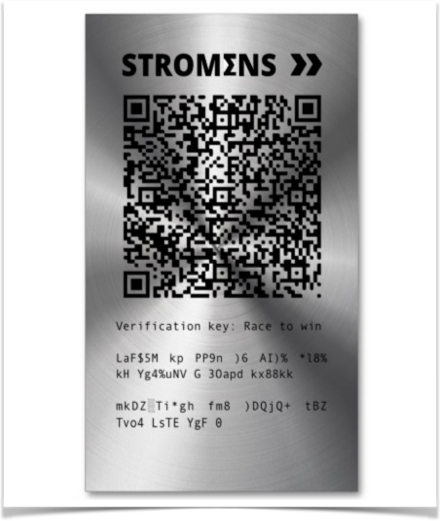 STROMΣNS
Verification key: Race to win
LaF$5M kp PP9n )6 AI)% *18%
kH Yg4%uNV G 3Oapd kx88kk
mkDZ Ti*gh fm8 )DQjQ+ tBZ
Tvo4 LsTE YgF 0